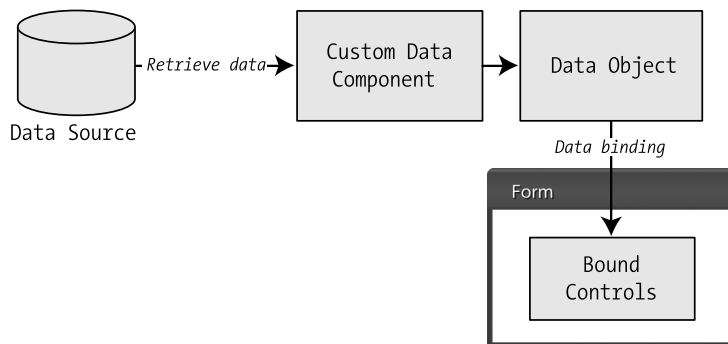 Retrieve data
Custom Data
Component
Data Object
Data Source
Data binding
Form
Bound
Controls